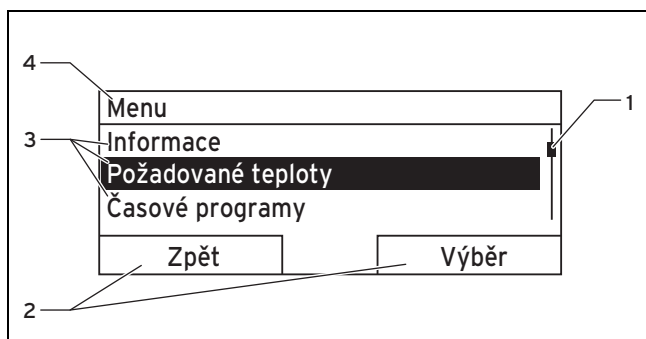 4
Menu
1
3
Informace
Požadované teploty
Časové programy
Zpět
Výběr
2